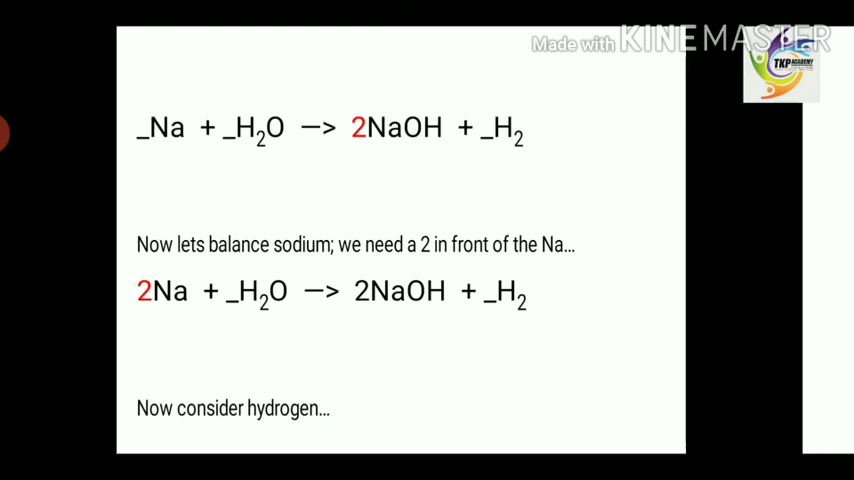 Made with KINEMASTER
TKP ACADEMY
_Na + _H₂O —> 2NaOH + _H₂
Now lets balance sodium; we need a 2 in front of the Na...
2Na + _H₂O —> 2NaOH + _H₂
Now consider hydrogen...